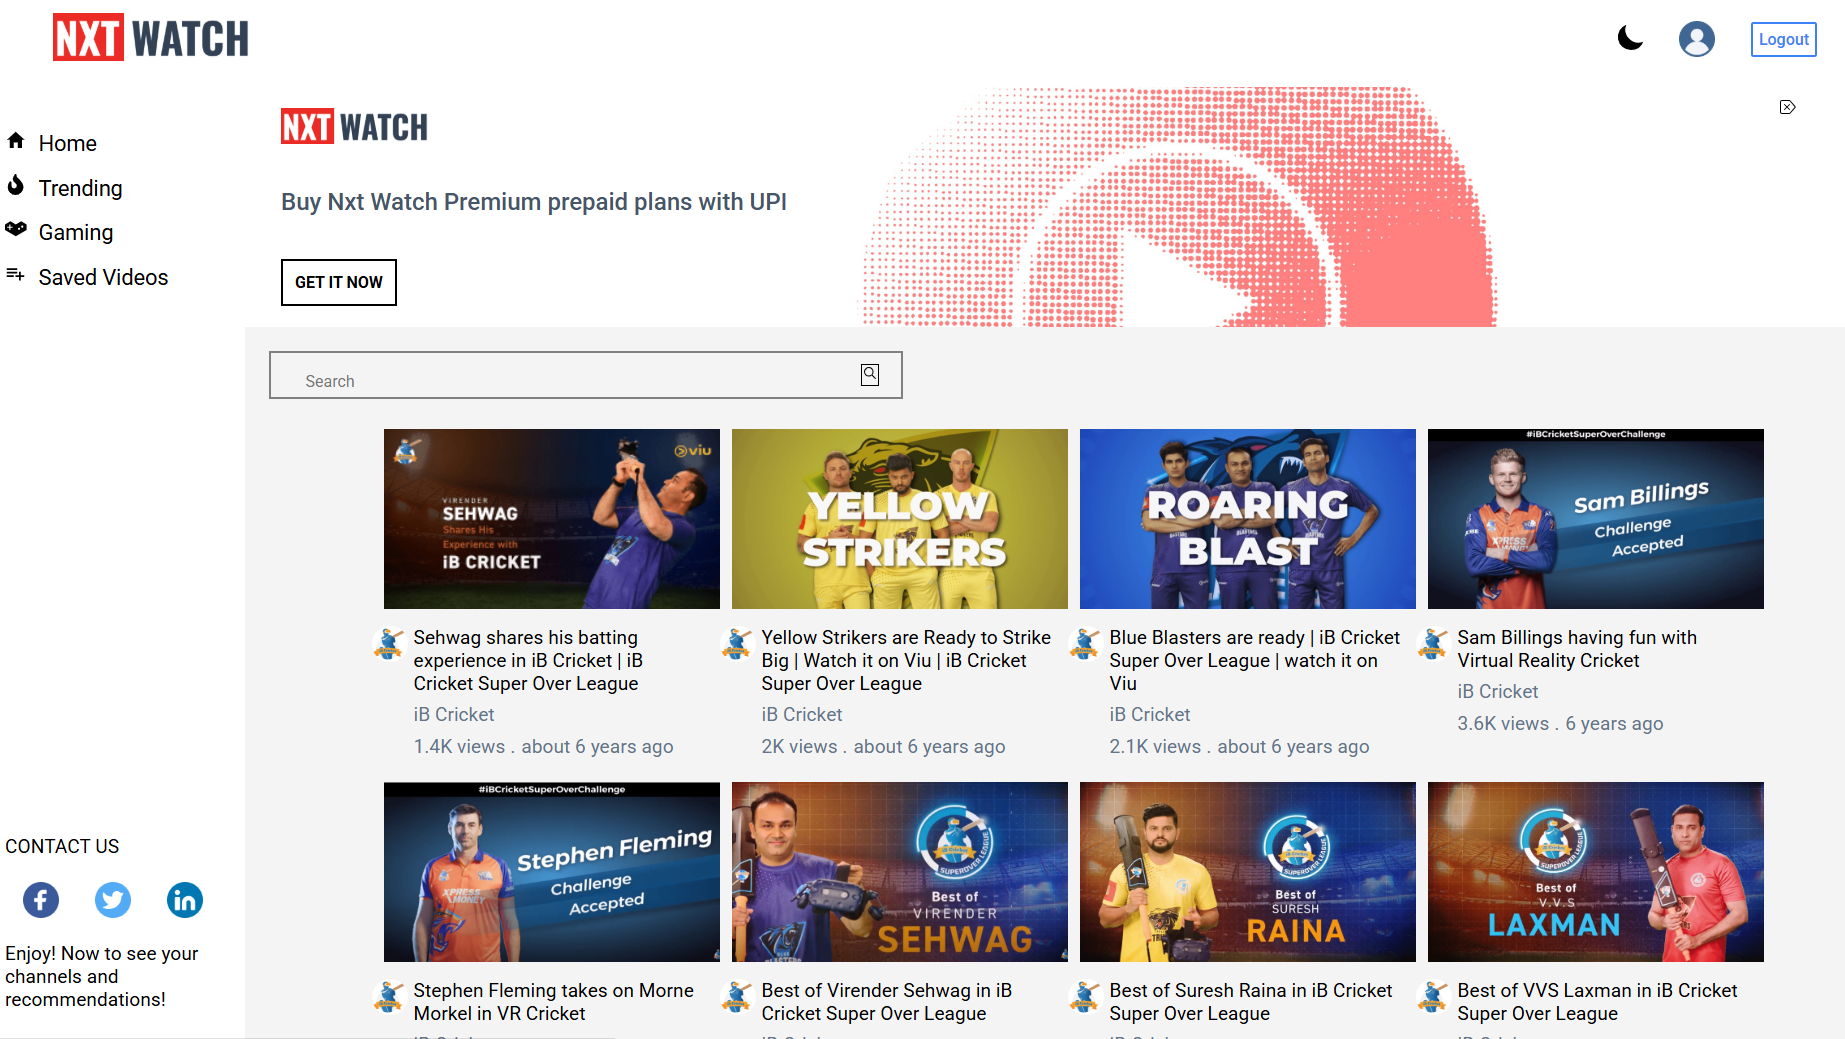 NXT WATCH
Logout
Home
Trending
Gaming
Saved Videos
NXT WATCH
Buy Nxt Watch Premium prepaid plans with UPI
GET IT NOW
Search
viu
VIRENDER
SEHWAG
Shares His
Experience with
iB CRICKET
YELLOW
STRIKERS
ROARING
BLAST
#iBCricketSuperOverChallenge
Sam Billings
Challenge
Accepted
Sehwag shares his batting
experience in iB Cricket | iB
Cricket Super Over League
iB Cricket
1.4K views . about 6 years ago
Yellow Strikers are Ready to Strike
Big | Watch it on Viu | iB Cricket
Super Over League
iB Cricket
2K views . about 6 years ago
Blue Blasters are ready | iB Cricket
Super Over League | watch it on
Viu
iB Cricket
2.1K views . about 6 years ago
Sam Billings having fun with
Virtual Reality Cricket
iB Cricket
3.6K views . 6 years ago
#iBCricketSuperOverChallenge
XPRESS
MONEY
Stephen Fleming
Challenge
Accepted
SUPEROVER LEAGUE
Best of
VIRENDER
SEHWAG
SUPEROVER LEAGUE
Best of
SURESH
RAINA
SUPEROVER LEAGUE
Best of
V.V.S
LAXMAN
Stephen Fleming takes on Morne
Morkel in VR Cricket
Best of Virender Sehwag in iB
Cricket Super Over League
Best of Suresh Raina in iB Cricket
Super Over League
Best of VVS Laxman in iB Cricket
Super Over League
CONTACT US
Enjoy! Now to see your
channels and
recommendations!